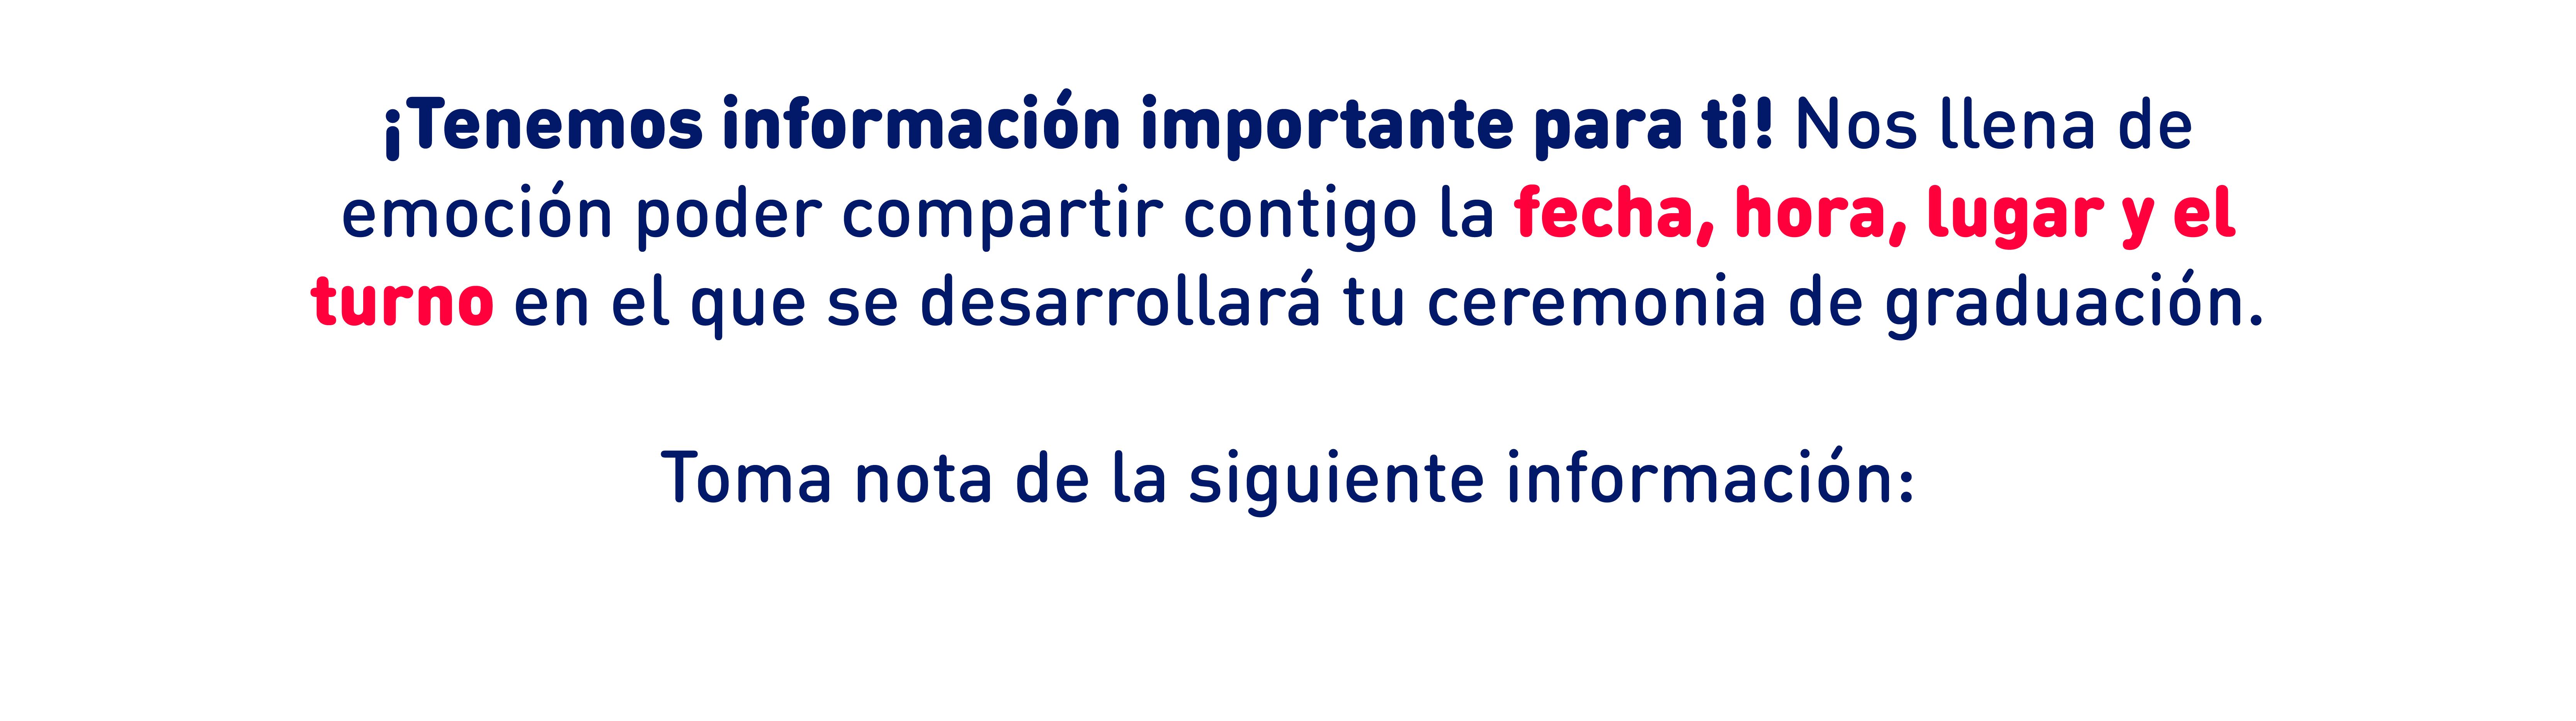 ¡Tenemos información importante para ti! Nos llena de
emoción poder compartir contigo la fecha, hora, lugar y el
turno en el que se desarrollará tu ceremonia de graduación.
Toma nota de la siguiente información: